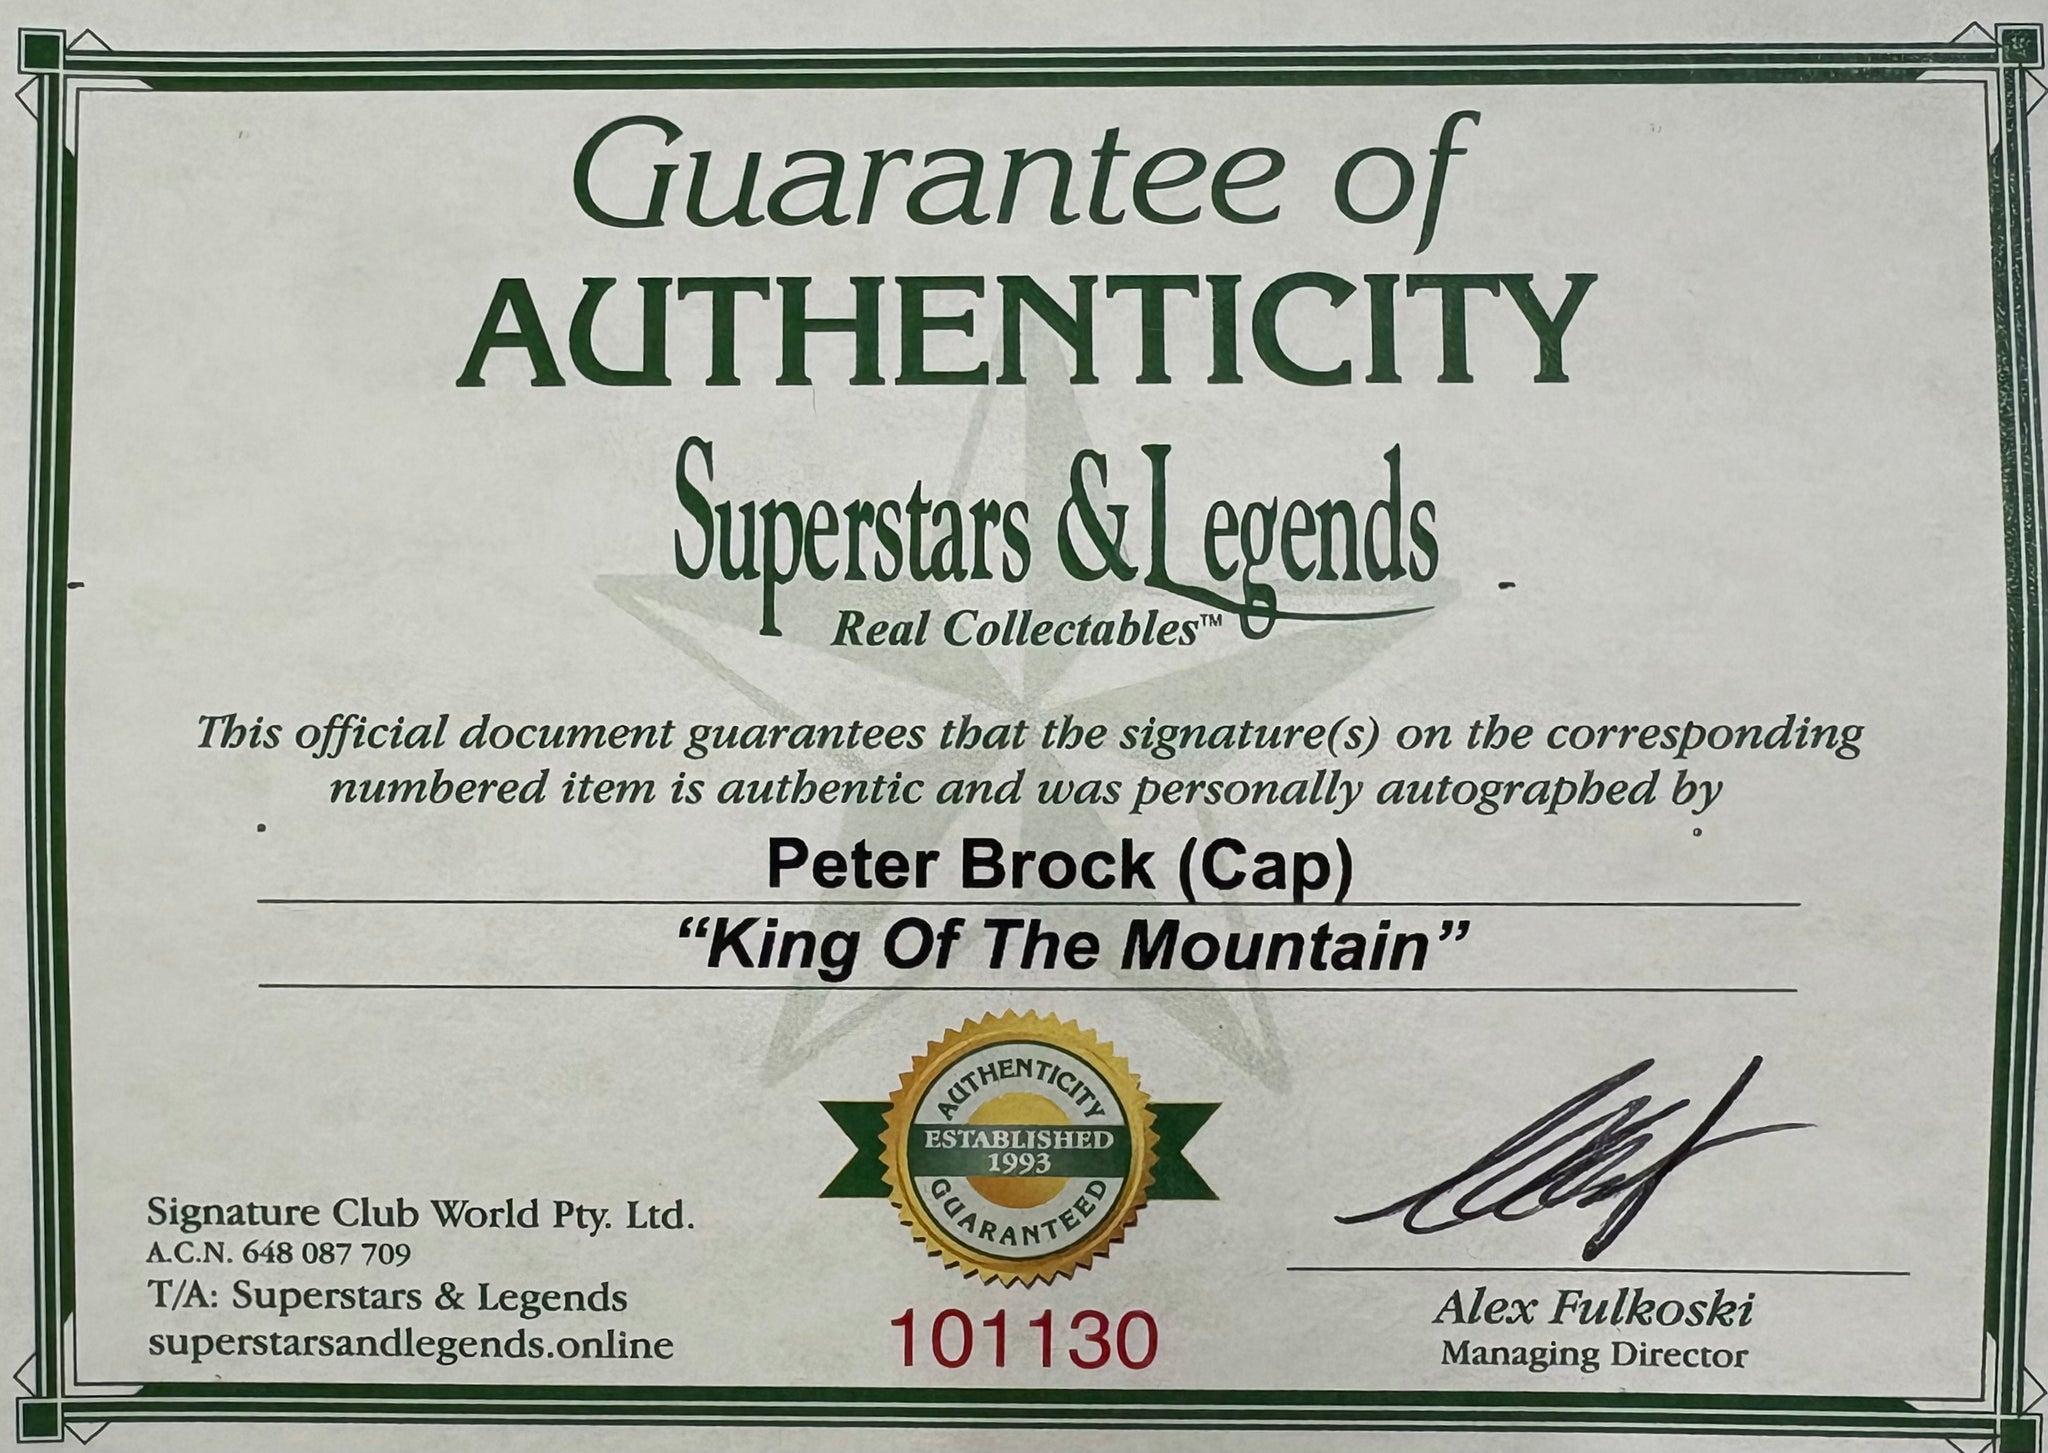 Guarantee of
AUTHENTICITY
Superstars & Legends
Real Collectables™
This official document guarantees that the signature(s) on the corresponding
numbered item is authentic and was personally autographed by
Peter Brock (Cap)
“King Of The Mountain”
AUTHENTICITY
ESTABLISHED
1993
GUARANTEED
Signature Club World Pty. Ltd.
A.C.N. 648 087 709
T/A: Superstars & Legends
superstarsandlegends.online
101130
Alex Fulkoski
Managing Director